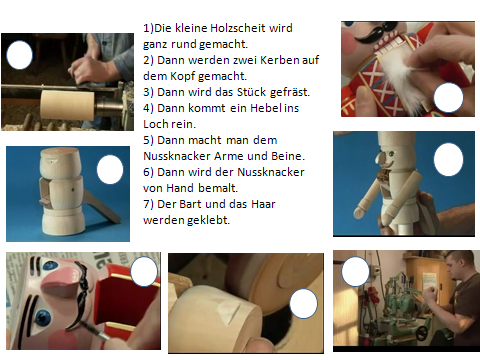 1)Die kleine Holzscheit wird
ganz rund gemacht.
2) Dann werden zwei Kerben auf
dem Kopf gemacht.
3) Dann wird das Stück gefräst.
4) Dann kommt ein Hebel ins
Loch rein.
5) Dann macht man dem
Nussknacker Arme und Beine.
6) Dann wird der Nussknacker
von Hand bemalt.
7) Der Bart und das Haar
werden geklebt.